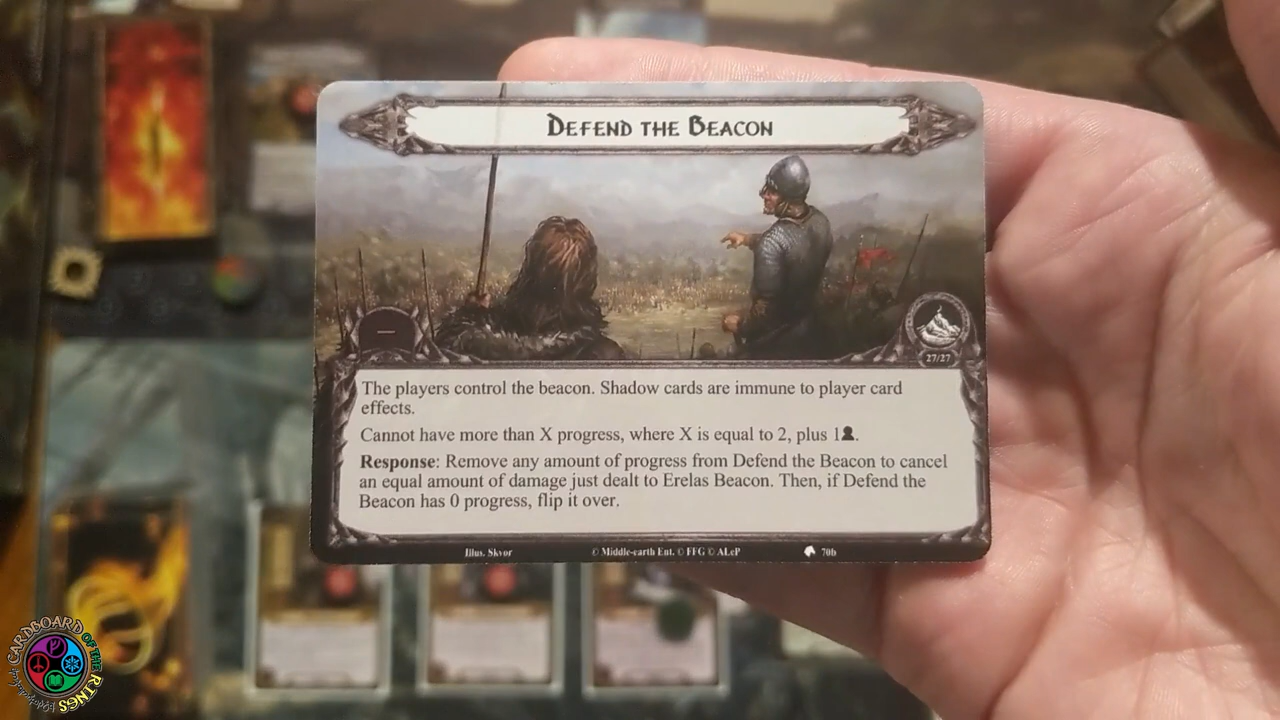 DEFEND THE BEACON
27/27
The players control the beacon. Shadow cards are immune to player card
effects.
Cannot have more than X progress, where X is equal to 2, plus 1.
Response: Remove any amount of progress from Defend the Beacon to cancel
an equal amount of damage just dealt to Erelas Beacon. Then, if Defend the
Beacon has 0 progress, flip it over.
Illus. Skvor
© Middle-earth Ent. © FFG © ALeP
70b
CARDBOARD OF THE RINGS